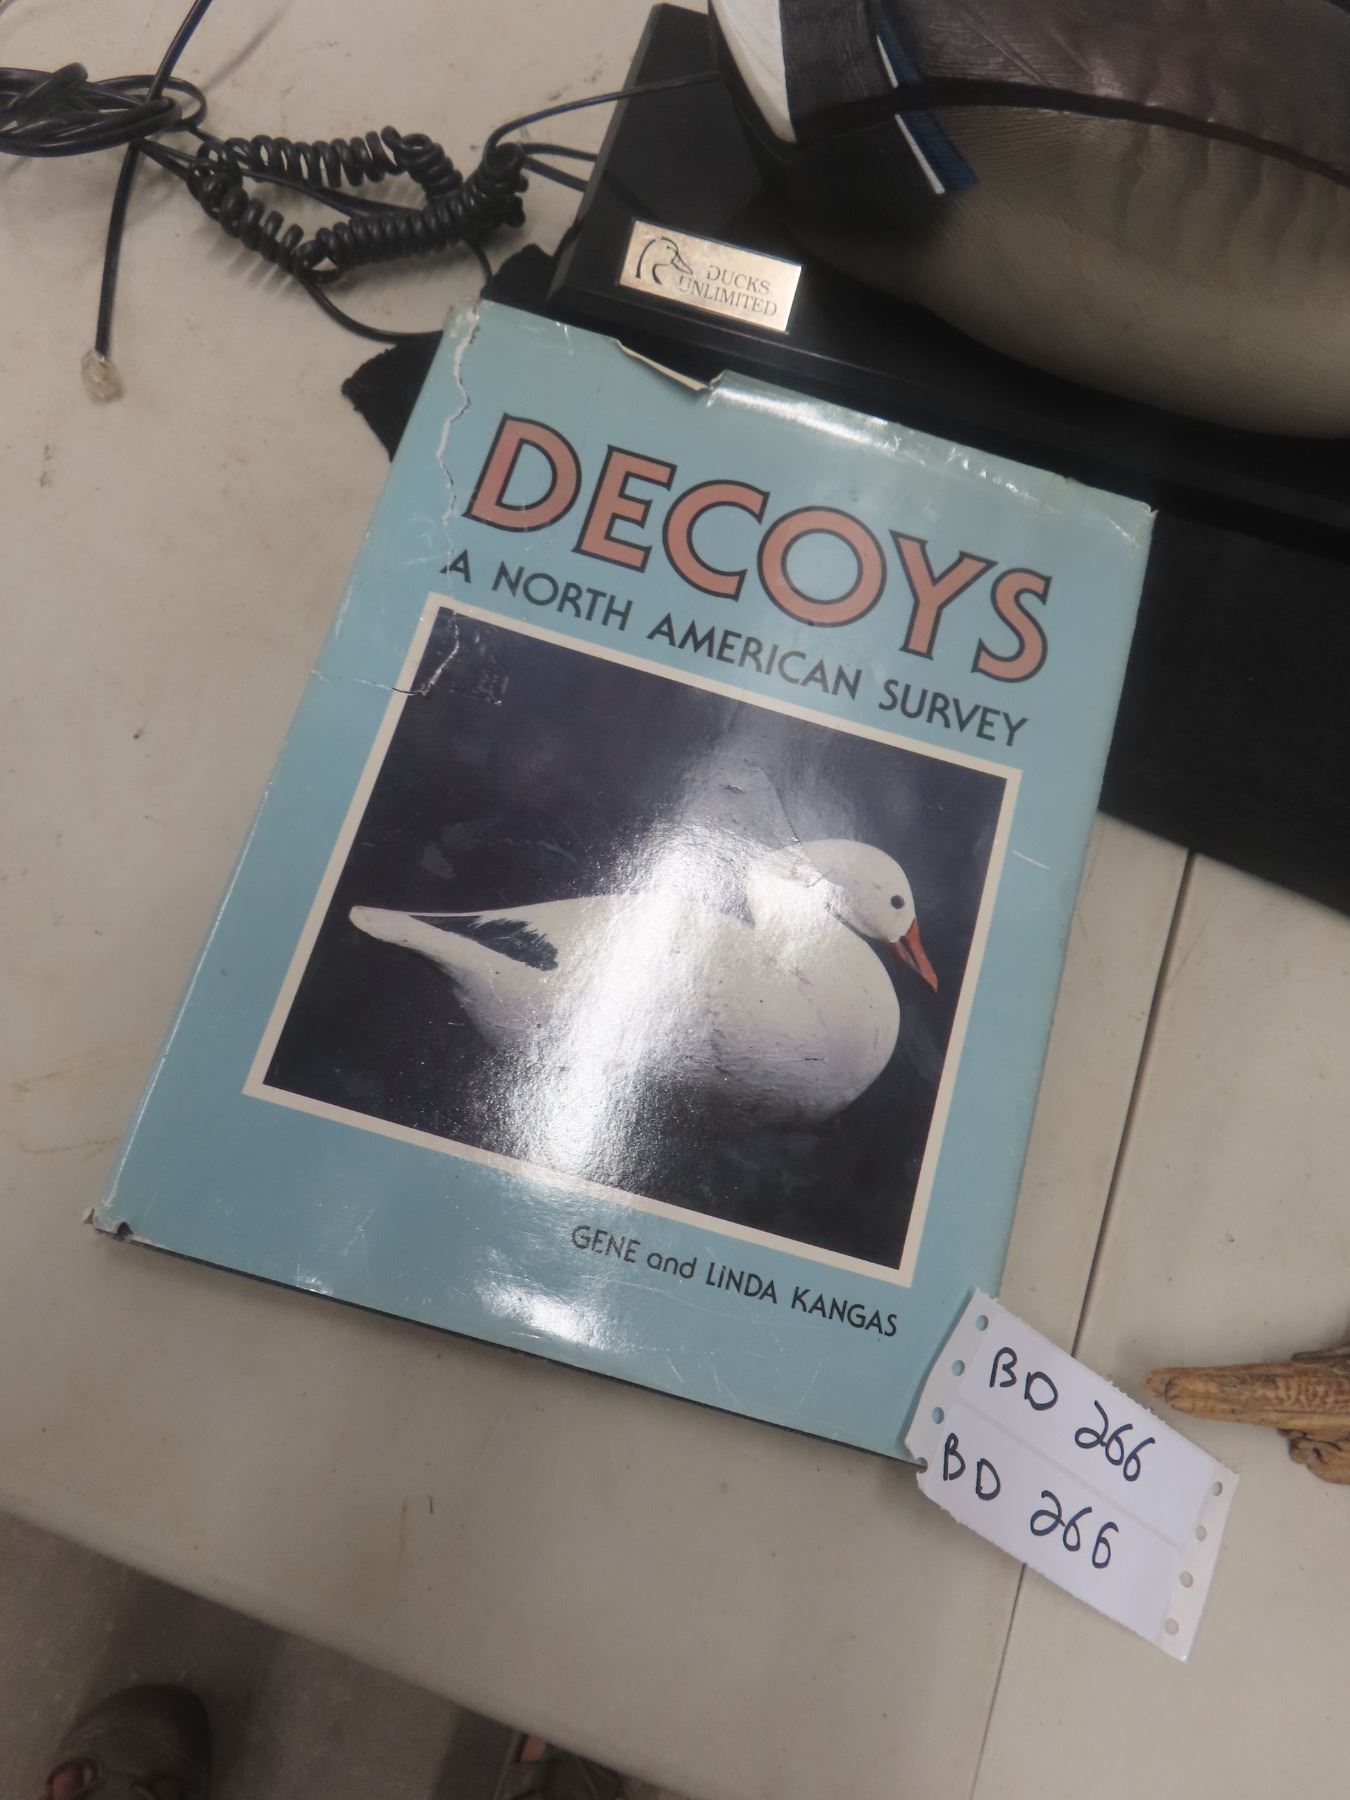 DUCKS
UNLIMITED
DECOYS
A NORTH AMERICAN SURVEY
GENE and LINDA KANGAS
BD 266
BD 266